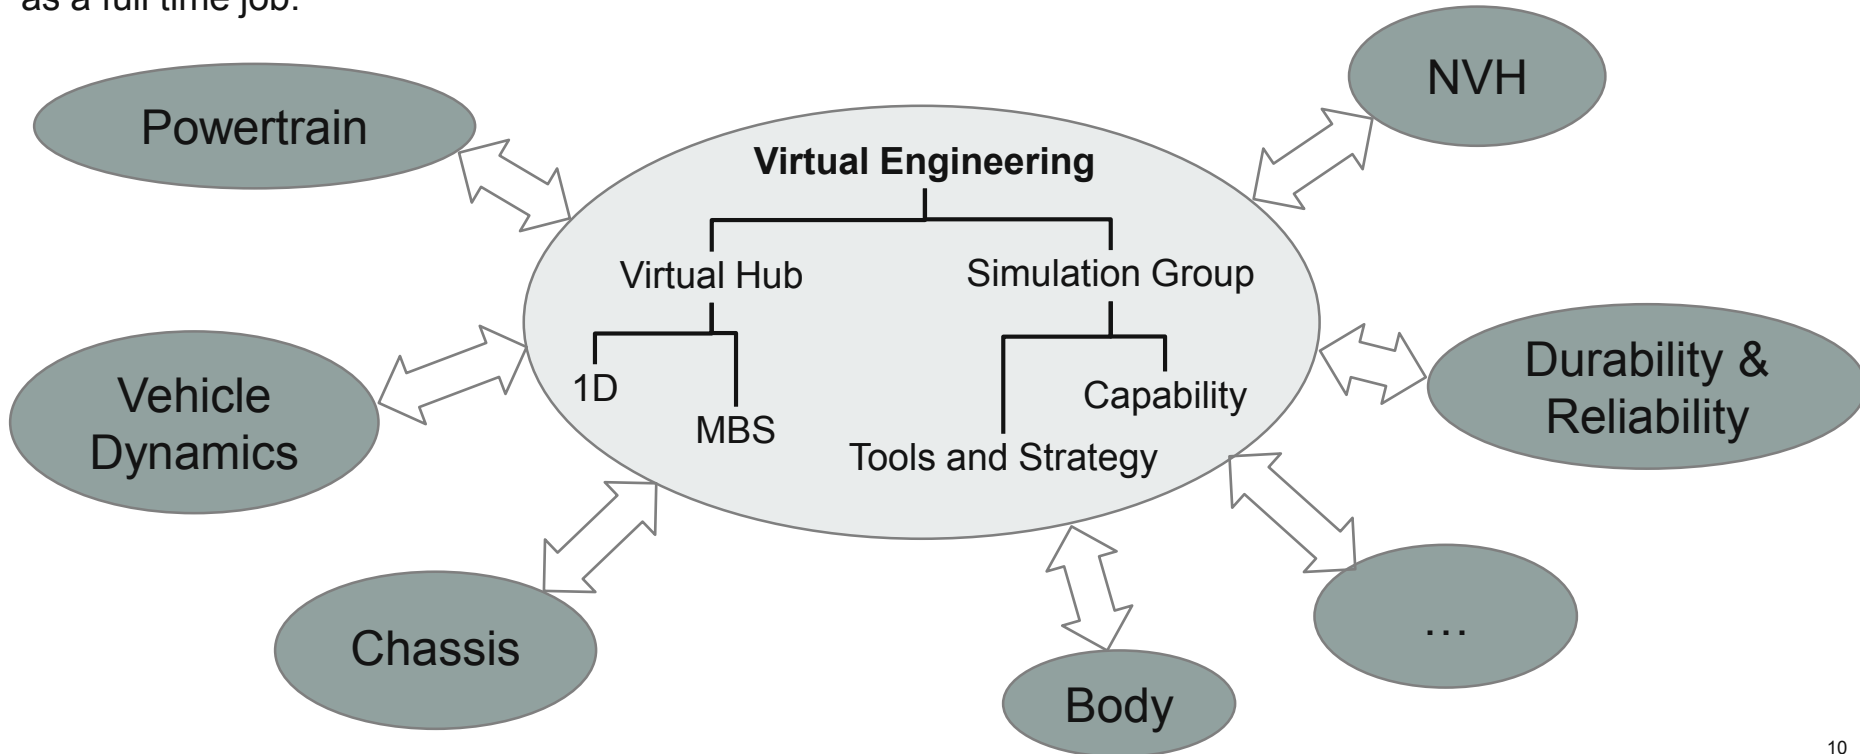 as a full time job.
NVH
Powertrain
Virtual Engineering
Virtual Hub
Simulation Group
1D
MBS
Capability
Tools and Strategy
Vehicle
Dynamics
Durability &
Reliability
Chassis
Body
…
10